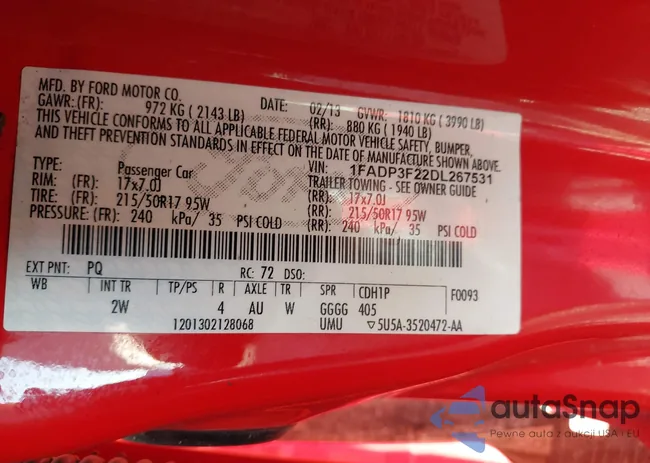 MFD. BY FORD MOTOR CO.
DATE: 02/13 GVWR: 1810 KG ( 3990 LB)
GAWR: (FR): 972 KG ( 2143 LB) (RR): 880 KG ( 1940 LB)
THIS VEHICLE CONFORMS TO ALL APPLICABLE FEDERAL MOTOR VEHICLE SAFETY, BUMPER,
AND THEFT PREVENTION STANDARDS IN EFFECT ON THE DATE OF MANUFACTURE SHOWN ABOVE.
VIN: 1FADP3F22DL267531
TYPE: Passenger Car TRAILER TOWING - SEE OWNER GUIDE
RIM: (FR): 17x7.0J (RR): 17x7.0J
TIRE: (FR): 215/50R17 95W (RR): 215/50R17 95W
PRESSURE: (FR): 240 kPa/ 35 PSI COLD (RR): 240 kPa/ 35 PSI COLD
EXT PNT: PQ RC: 72 DSO:
WB INT TR TP/PS R AXLE TR SPR CDH1P F0093
2W 4 AU W GGGG 405
1201302128068 UMU ▽5U5A-3520472-AA
autaSnap
Pewne auta z aukcji USA i EU